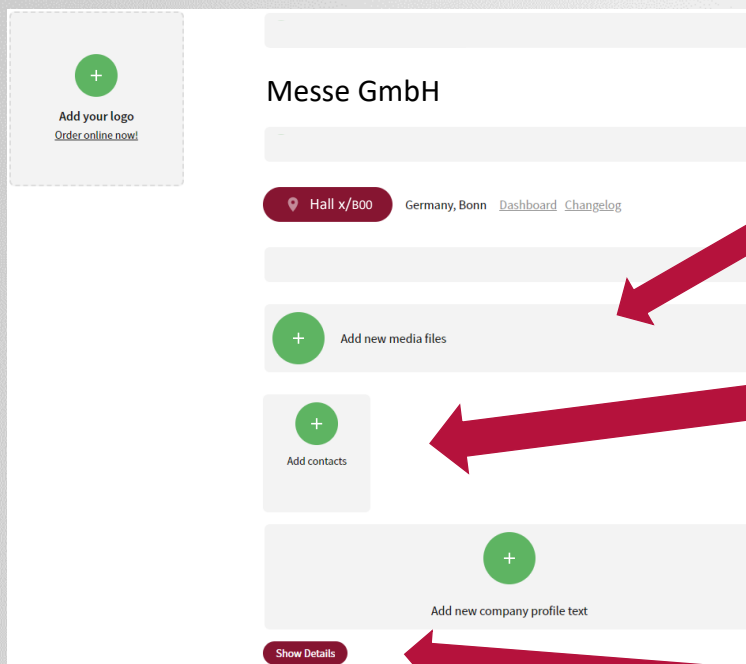 Add your logo
Order online now!
Messe GmbH
Hall x/B00
Germany, Bonn Dashboard Changelog
Add new media files
Add contacts
Add new company profile text
Show Details